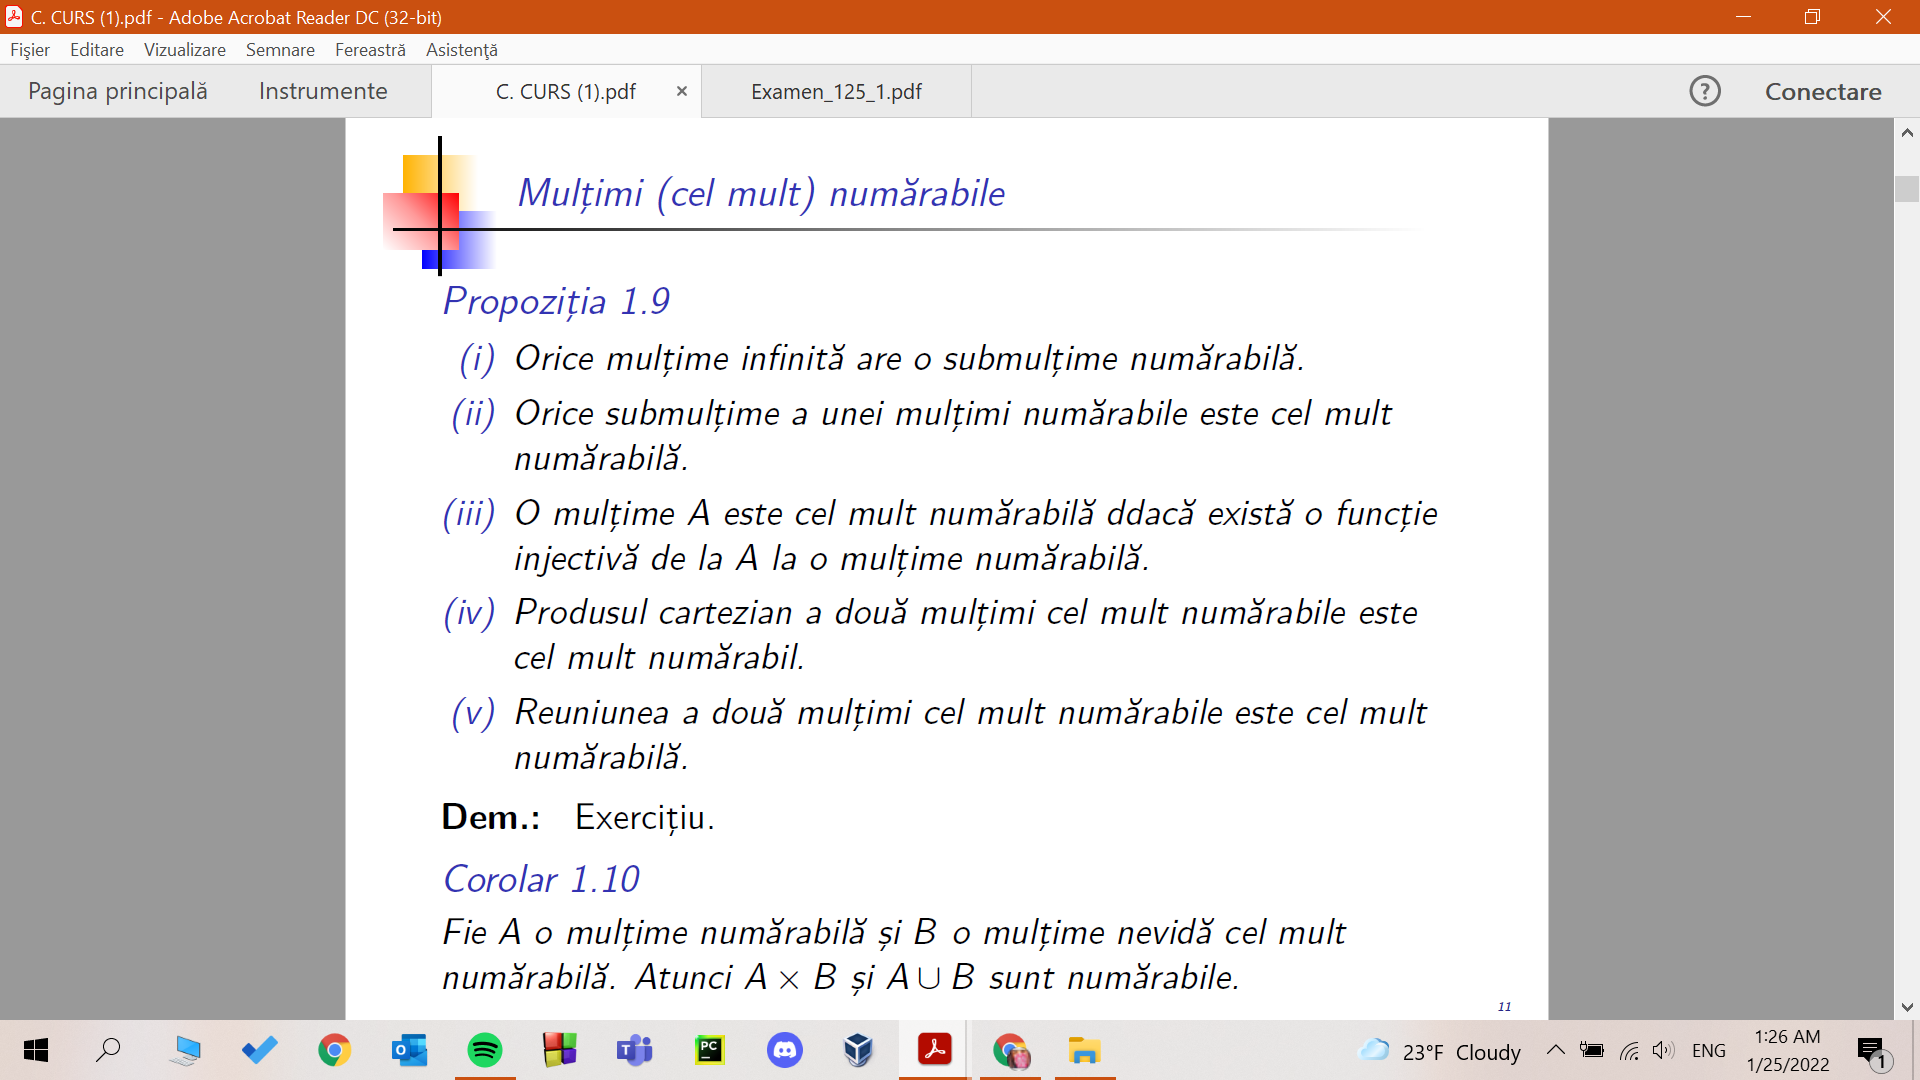 C. CURS (1).pdf - Adobe Acrobat Reader DC (32-bit)
Fișier Editare Vizualizare Semnare Fereastră Asistenţă
Pagina principală Instrumente C. CURS (1).pdf × Examen_125_1.pdf ? Conectare
Mulțimi (cel mult) numărabile
Propoziția 1.9
(i) Orice mulțime infinită are o submulțime numărabilă.
(ii) Orice submulțime a unei mulțimi numărabile este cel mult
numărabilă.
(iii) O mulțime A este cel mult numărabilă ddacă există o funcție
injectivă de la A la o mulțime numărabilă.
(iv) Produsul cartezian a două mulțimi cel mult numărabile este
cel mult numărabil.
(v) Reuniunea a două mulțimi cel mult numărabile este cel mult
numărabilă.
Dem.: Exercițiu.
Corolar 1.10
Fie A o mulțime numărabilă și B o mulțime nevidă cel mult
numărabilă. Atunci A × B și A ∪ B sunt numărabile.
11
23°F Cloudy ENG 1:26 AM
1/25/2022 1